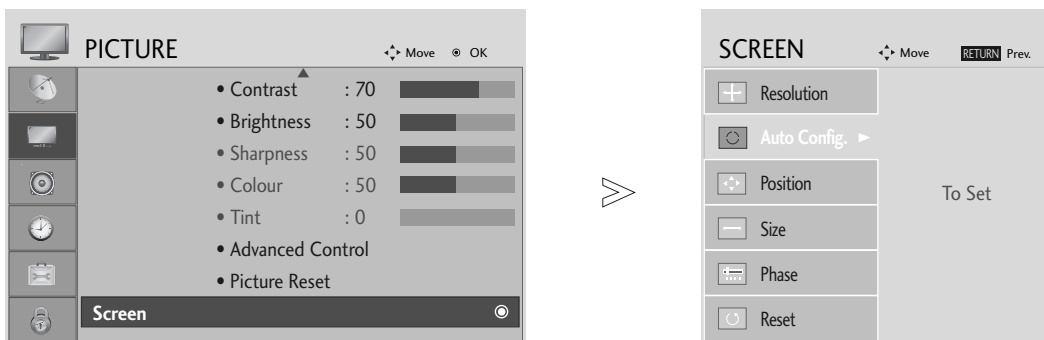 PICTURE
Move OK
• Contrast : 70
• Brightness : 50
• Sharpness : 50
• Colour : 50
• Tint : 0
• Advanced Control
• Picture Reset
Screen
SCREEN
Move RETURN Prev.
Resolution
Auto Config.
Position
Size
Phase
Reset
To Set